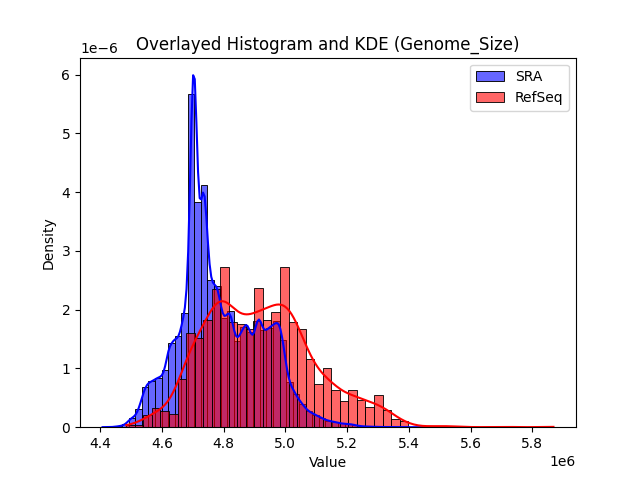 Overlayed Histogram and KDE (Genome_Size)
1e−6
SRA
RefSeq
6
5
4
3
2
1
0
Density
4.4 4.6 4.8 5.0 5.2 5.4 5.6 5.8
Value
1e6